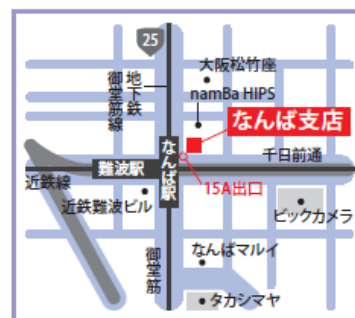 25
大阪松竹座
地下鉄
御堂筋線
namBa HIPS
なんば支店
なんば駅
難波駅
千日前通
近鉄線
15A出口
近鉄難波ビル
ビックカメラ
御堂筋
なんばマルイ
タカシマヤ